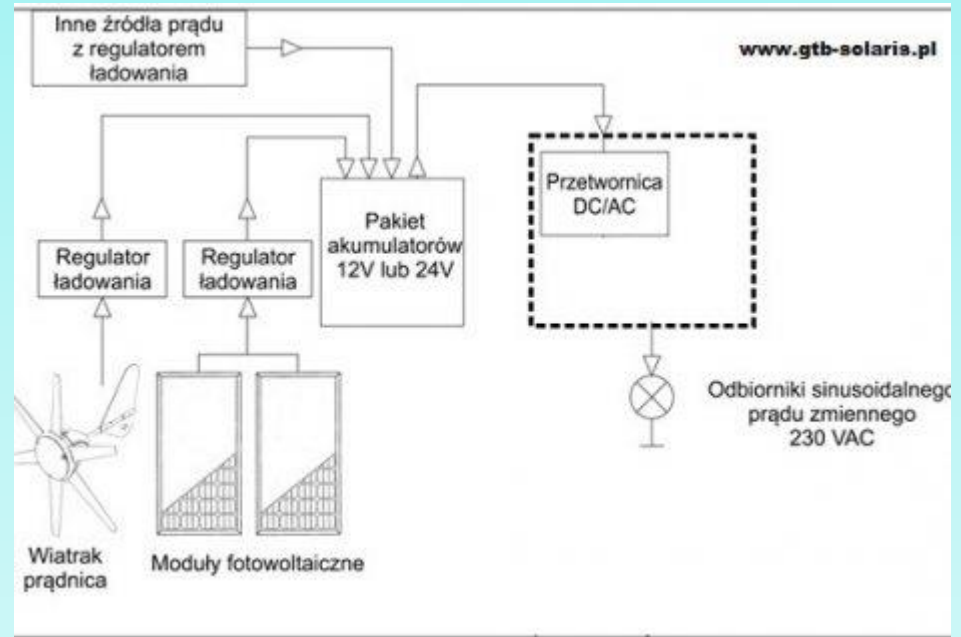 Inne źródła prądu
z regulatorem
ładowania
www.gtb-solaris.pl
Przetwornica
DC/AC
Pakiet
akumulatorów
12V lub 24V
Regulator
ładowania
Regulator
ładowania
Odbiorniki sinusoidalnego
prądu zmiennego
230 VAC
Wiatrak
prądnica
Moduły fotowoltaiczne